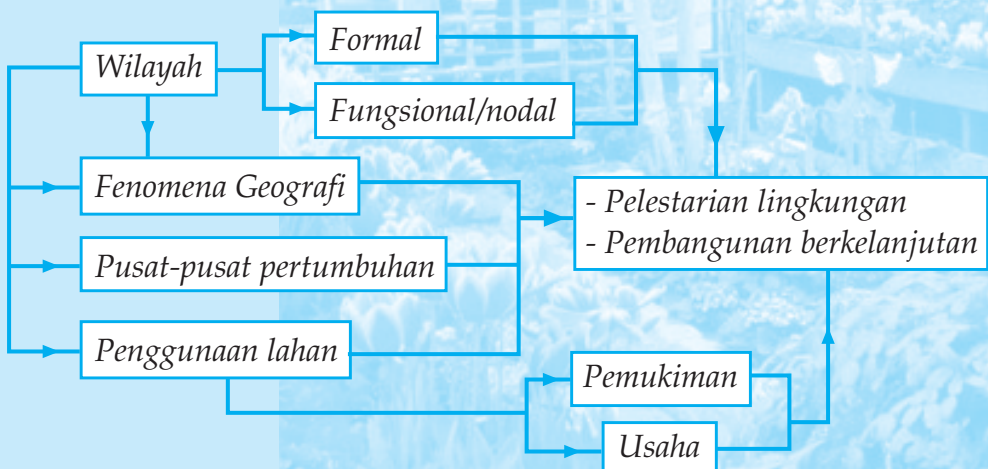 Wilayah
Formal
Fungsional/nodal
Fenomena Geografi
Pusat-pusat pertumbuhan
Penggunaan lahan
- Pelestarian lingkungan
- Pembangunan berkelanjutan
Pemukiman
Usaha